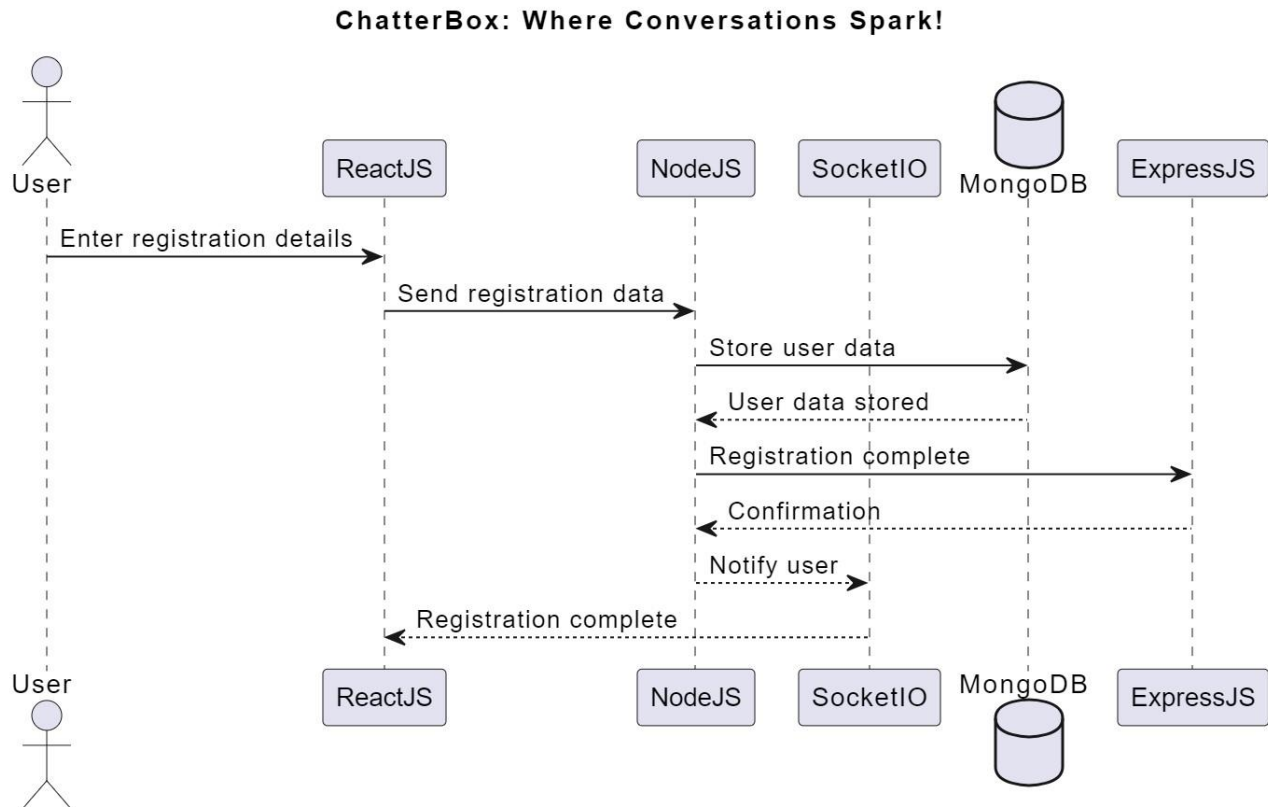 ChatterBox: Where Conversations Spark!
User
ReactJS
NodeJS
SocketIO
MongoDB
ExpressJS
Enter registration details
Send registration data
Store user data
User data stored
Registration complete
Confirmation
Notify user
Registration complete
User
ReactJS
NodeJS
SocketIO
MongoDB
ExpressJS